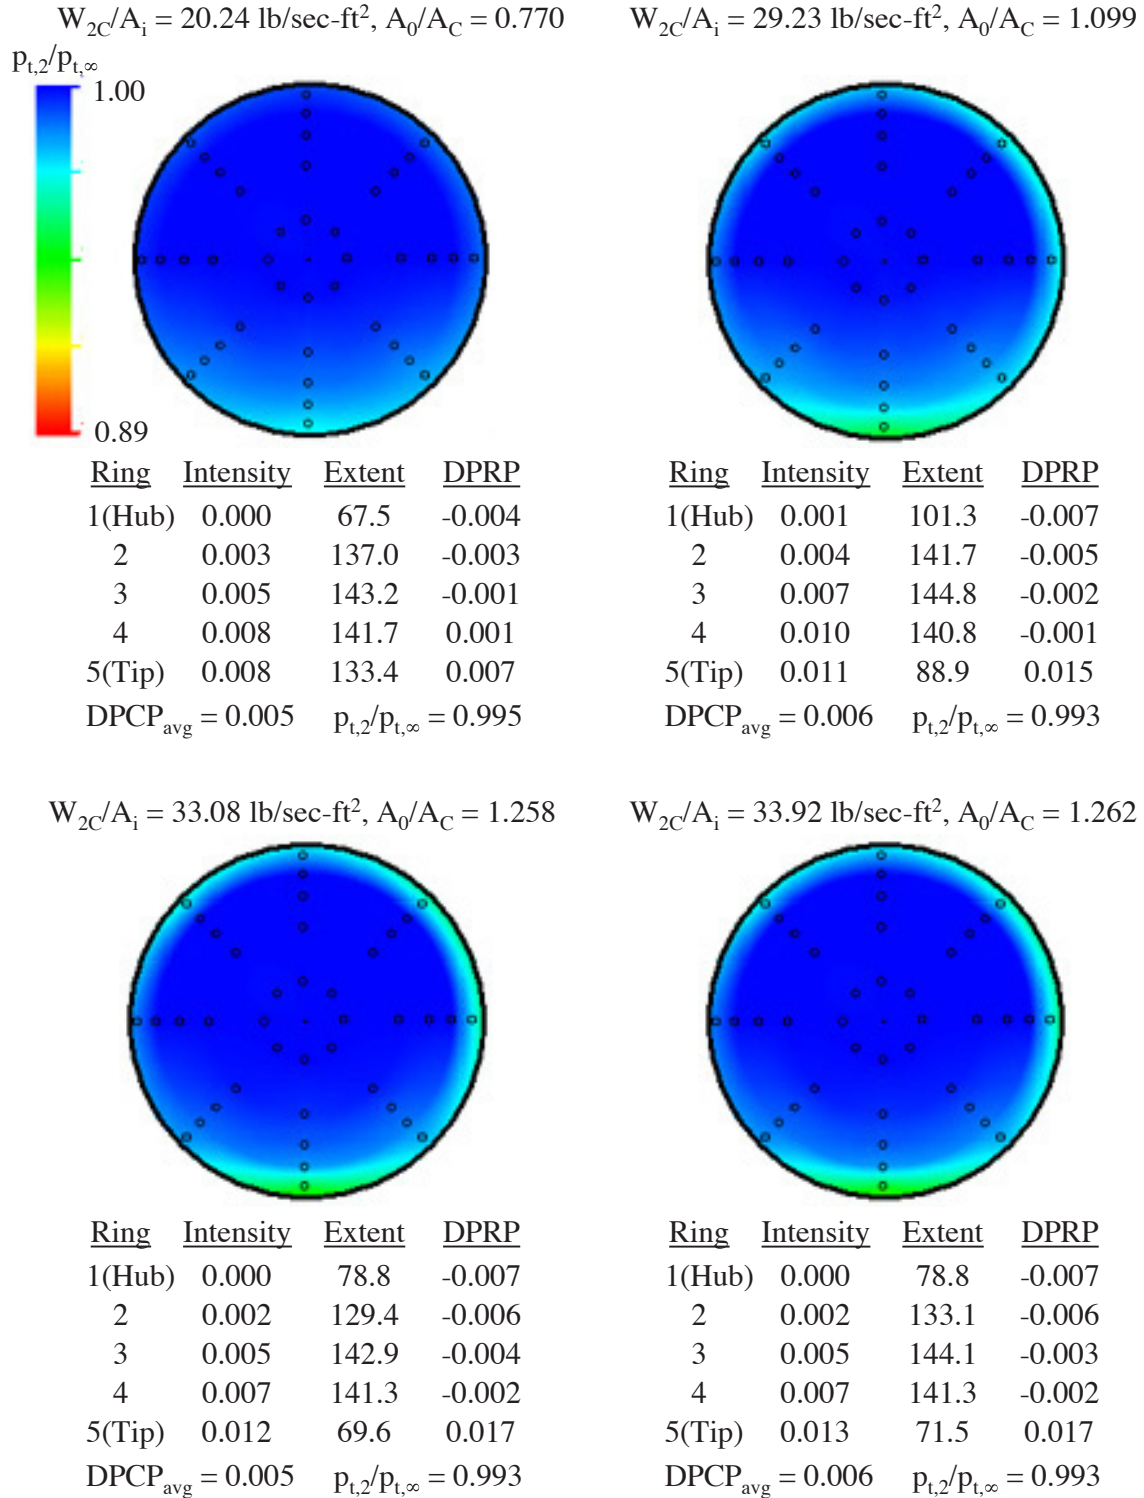 W2C/Ai = 20.24 lb/sec-ft², A0/AC = 0.770
pt,2/pt,∞
1.00
0.89
Ring Intensity Extent DPRP
1(Hub) 0.000 67.5 -0.004
2 0.003 137.0 -0.003
3 0.005 143.2 -0.001
4 0.008 141.7 0.001
5(Tip) 0.008 133.4 0.007
DPCPavg = 0.005 pt,2/pt,∞ = 0.995
W2C/Ai = 29.23 lb/sec-ft², A0/AC = 1.099
Ring Intensity Extent DPRP
1(Hub) 0.001 101.3 -0.007
2 0.004 141.7 -0.005
3 0.007 144.8 -0.002
4 0.010 140.8 -0.001
5(Tip) 0.011 88.9 0.015
DPCPavg = 0.006 pt,2/pt,∞ = 0.993
W2C/Ai = 33.08 lb/sec-ft², A0/AC = 1.258
Ring Intensity Extent DPRP
1(Hub) 0.000 78.8 -0.007
2 0.002 129.4 -0.006
3 0.005 142.9 -0.004
4 0.007 141.3 -0.002
5(Tip) 0.012 69.6 0.017
DPCPavg = 0.005 pt,2/pt,∞ = 0.993
W2C/Ai = 33.92 lb/sec-ft², A0/AC = 1.262
Ring Intensity Extent DPRP
1(Hub) 0.000 78.8 -0.007
2 0.002 133.1 -0.006
3 0.005 144.1 -0.003
4 0.007 141.3 -0.002
5(Tip) 0.013 71.5 0.017
DPCPavg = 0.006 pt,2/pt,∞ = 0.993